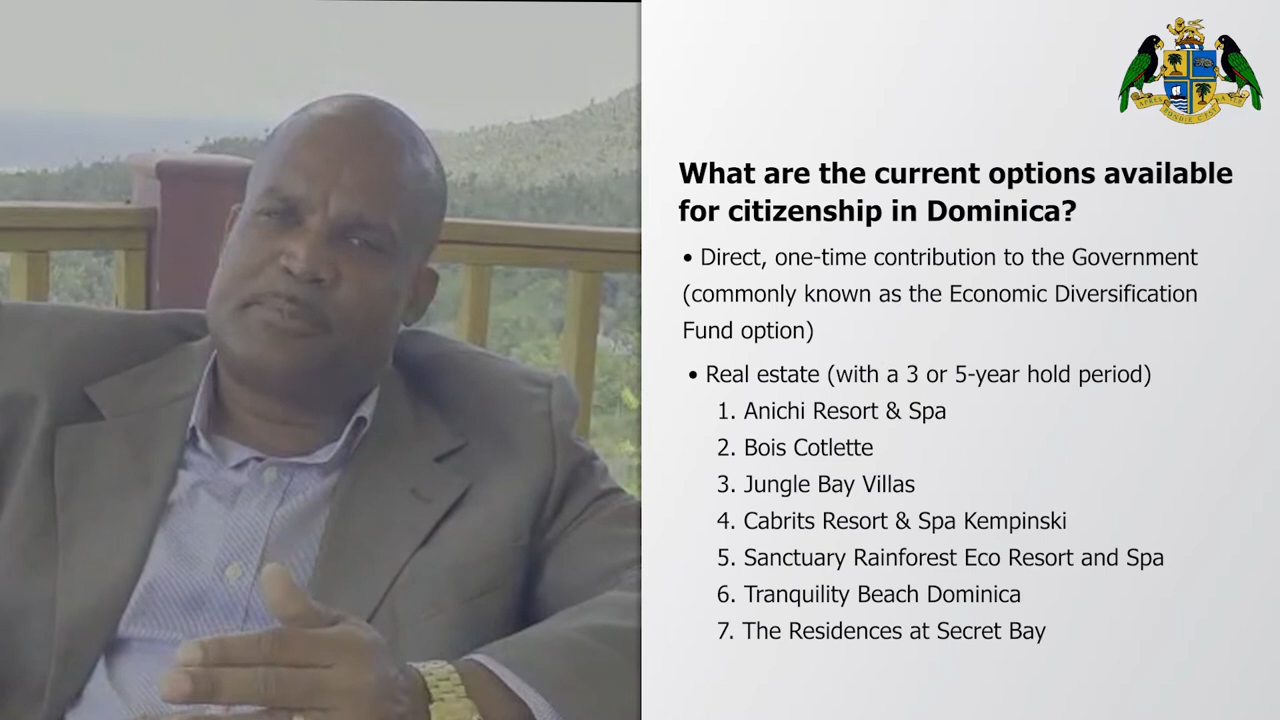 What are the current options available
for citizenship in Dominica?
• Direct, one-time contribution to the Government
(commonly known as the Economic Diversification
Fund option)
• Real estate (with a 3 or 5-year hold period)
1. Anichi Resort & Spa
2. Bois Cotlette
3. Jungle Bay Villas
4. Cabrits Resort & Spa Kempinski
5. Sanctuary Rainforest Eco Resort and Spa
6. Tranquility Beach Dominica
7. The Residences at Secret Bay